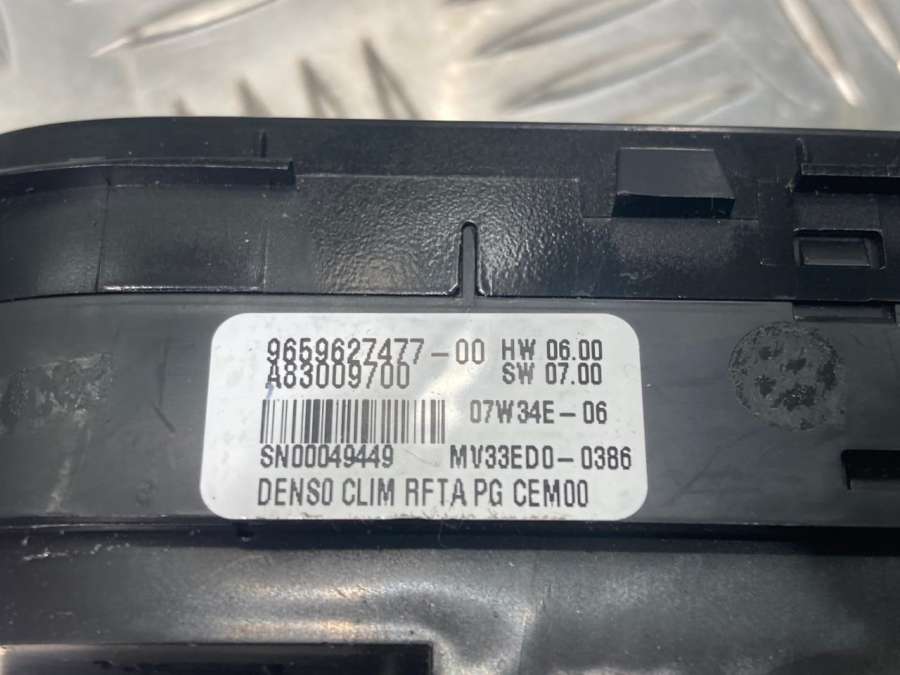 9659627477-00 HW 06.00
A83009700 SW 07.00
07W34E-06
SN00049449 MV33ED0-0386
DENSO CLIM RFTA PG CEM00